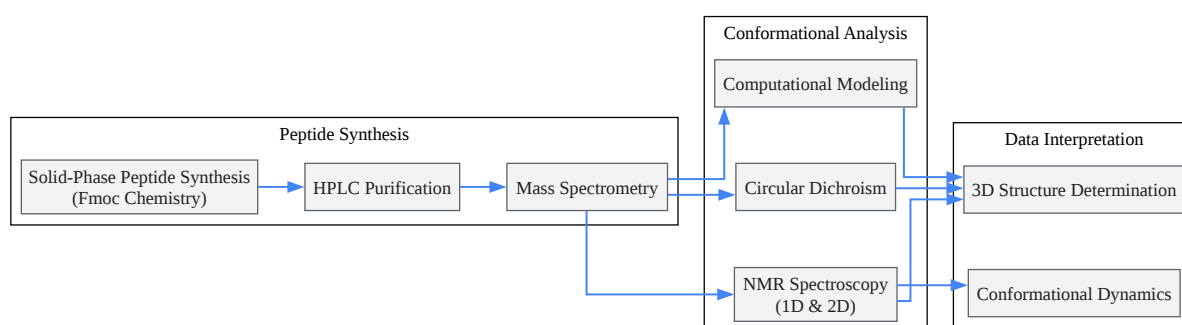 Peptide Synthesis
Solid-Phase Peptide Synthesis
(Fmoc Chemistry)
HPLC Purification
Mass Spectrometry
Conformational Analysis
Computational Modeling
Circular Dichroism
NMR Spectroscopy
(1D & 2D)
Data Interpretation
3D Structure Determination
Conformational Dynamics